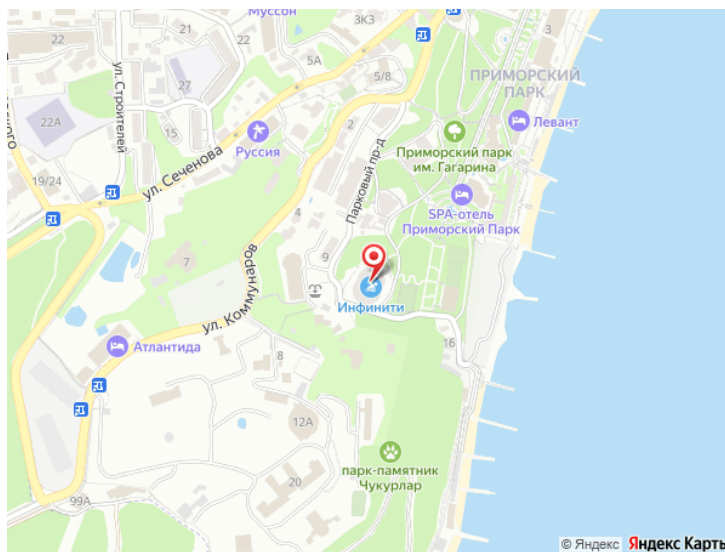 Муссон
22
22
21
3К3
3
5А
5/8
27
ПРИМОРСКИЙ
ПАРК
ул. Строителей
22А
15
2
Левант
Руссия
Приморский парк
им. Гагарина
19/24
ул. Сеченова
Парковый пр-д
SPA-отель
Приморский Парк
4
7
9
Инфинити
ул. Коммунаров
16
Атлантида
8
12А
парк-памятник
Чукурлар
20
99А
© Яндекс
Яндекс Карты